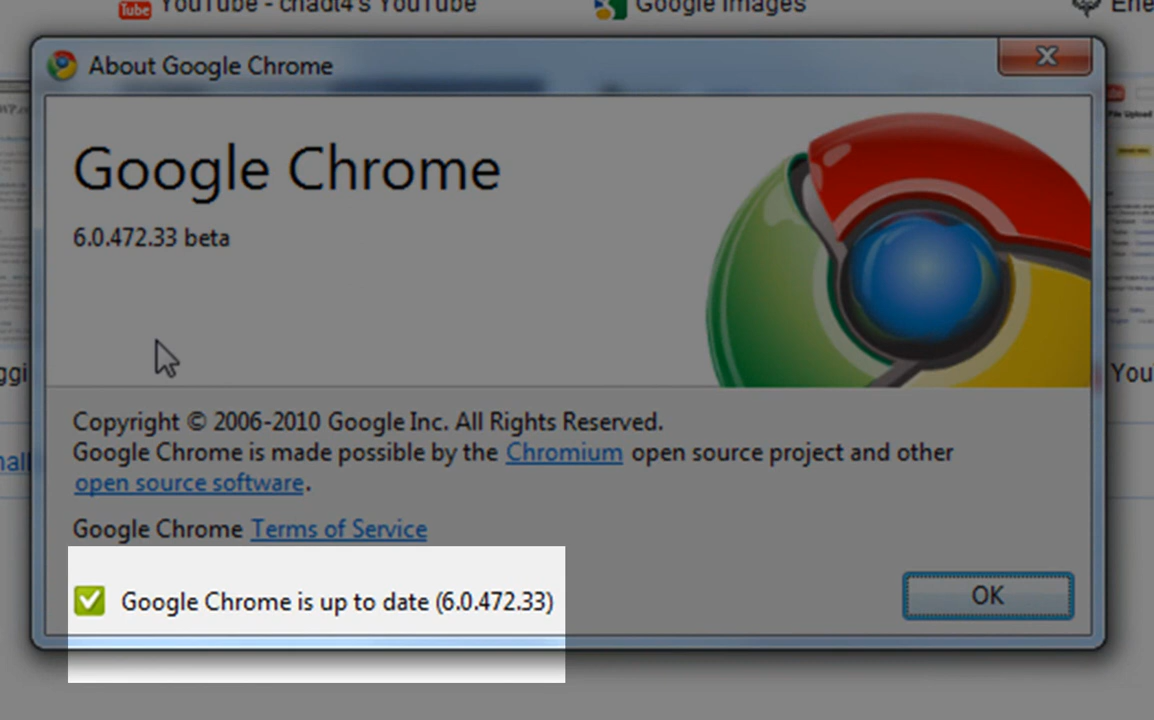 YouTube - chadl4's YouTube
Google Images
About Google Chrome
Google Chrome
6.0.472.33 beta
Copyright © 2006-2010 Google Inc. All Rights Reserved.
Google Chrome is made possible by the Chromium open source project and other
open source software.
Google Chrome Terms of Service
Google Chrome is up to date (6.0.472.33)
OK